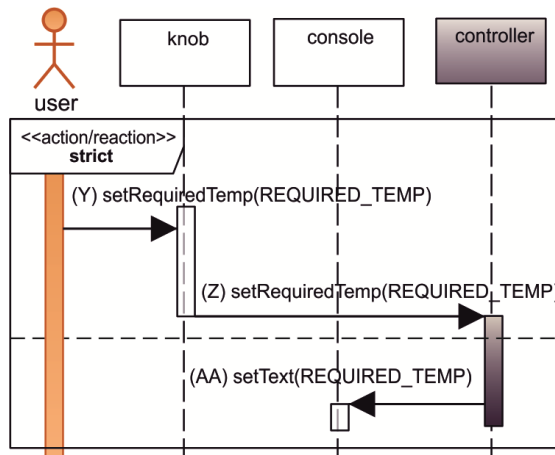 knob
console
controller
user
<<action/reaction>>
strict
(Y) setRequiredTemp(REQUIRED_TEMP)
(Z) setRequiredTemp(REQUIRED_TEMP)
(AA) setText(REQUIRED_TEMP)